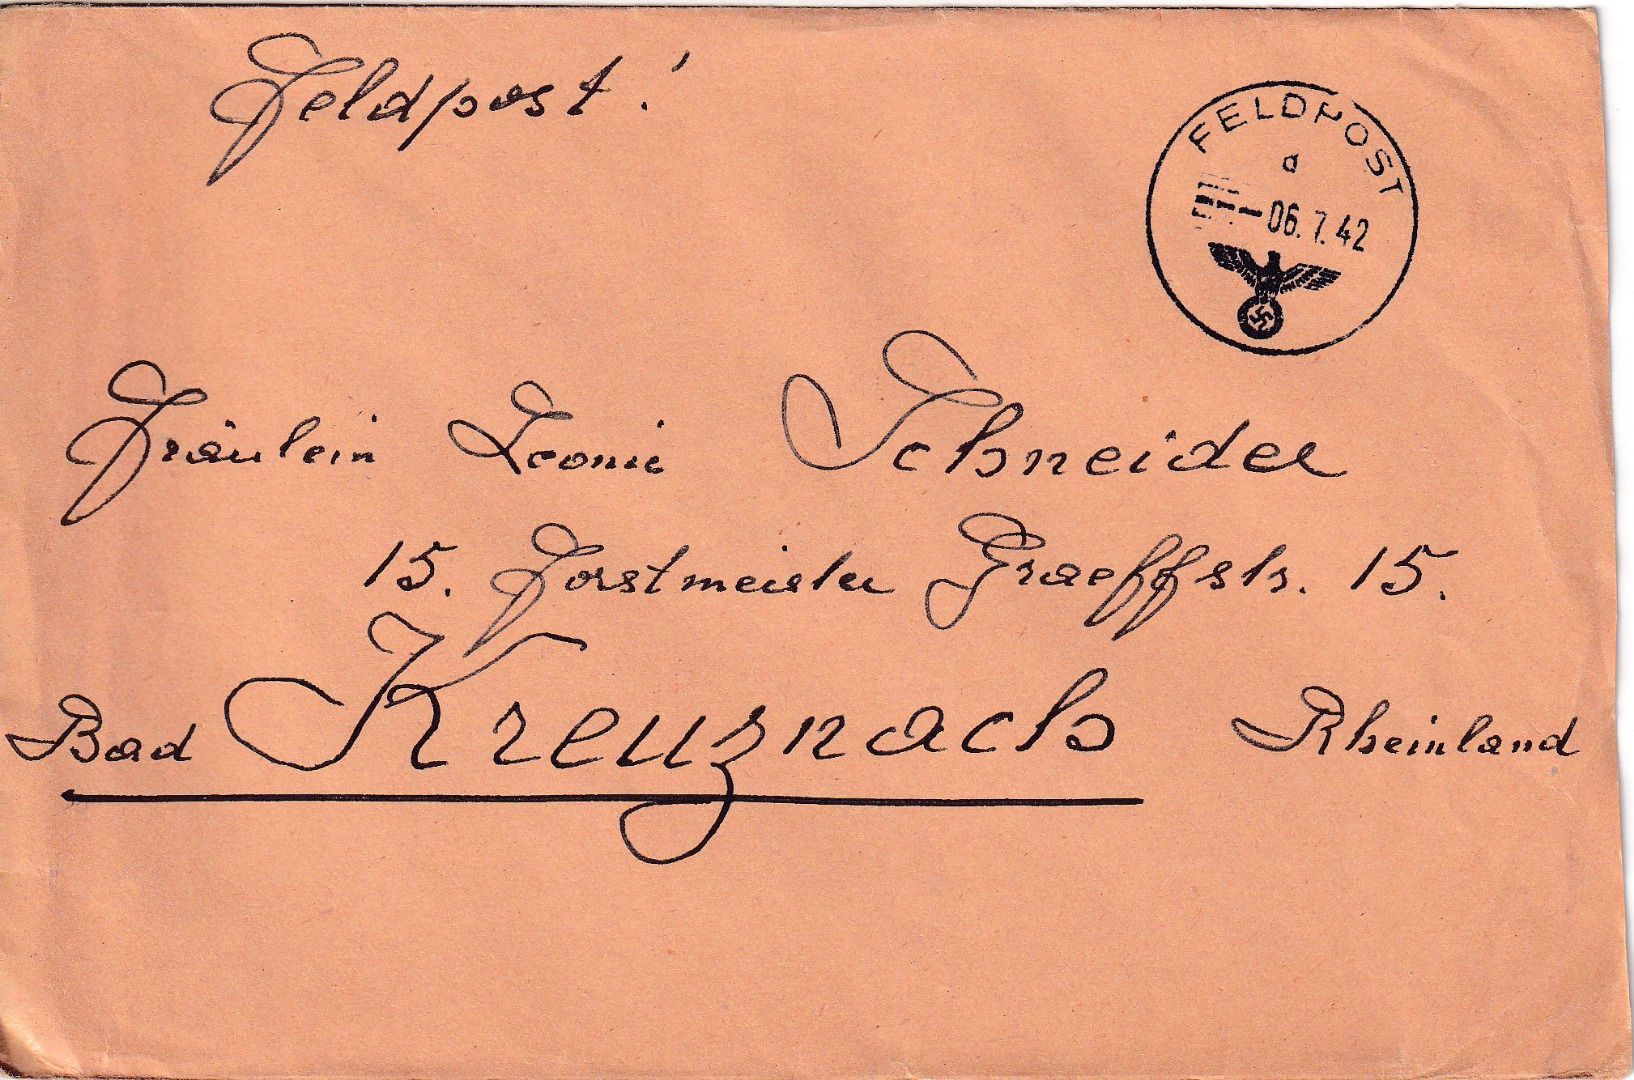 Feldpost!
FELDPOST
a
-06.7.42
Fräulein Leonie Schneider
15. Forstmeister Graeffstr. 15.
Bad Kreuznach Rheinland